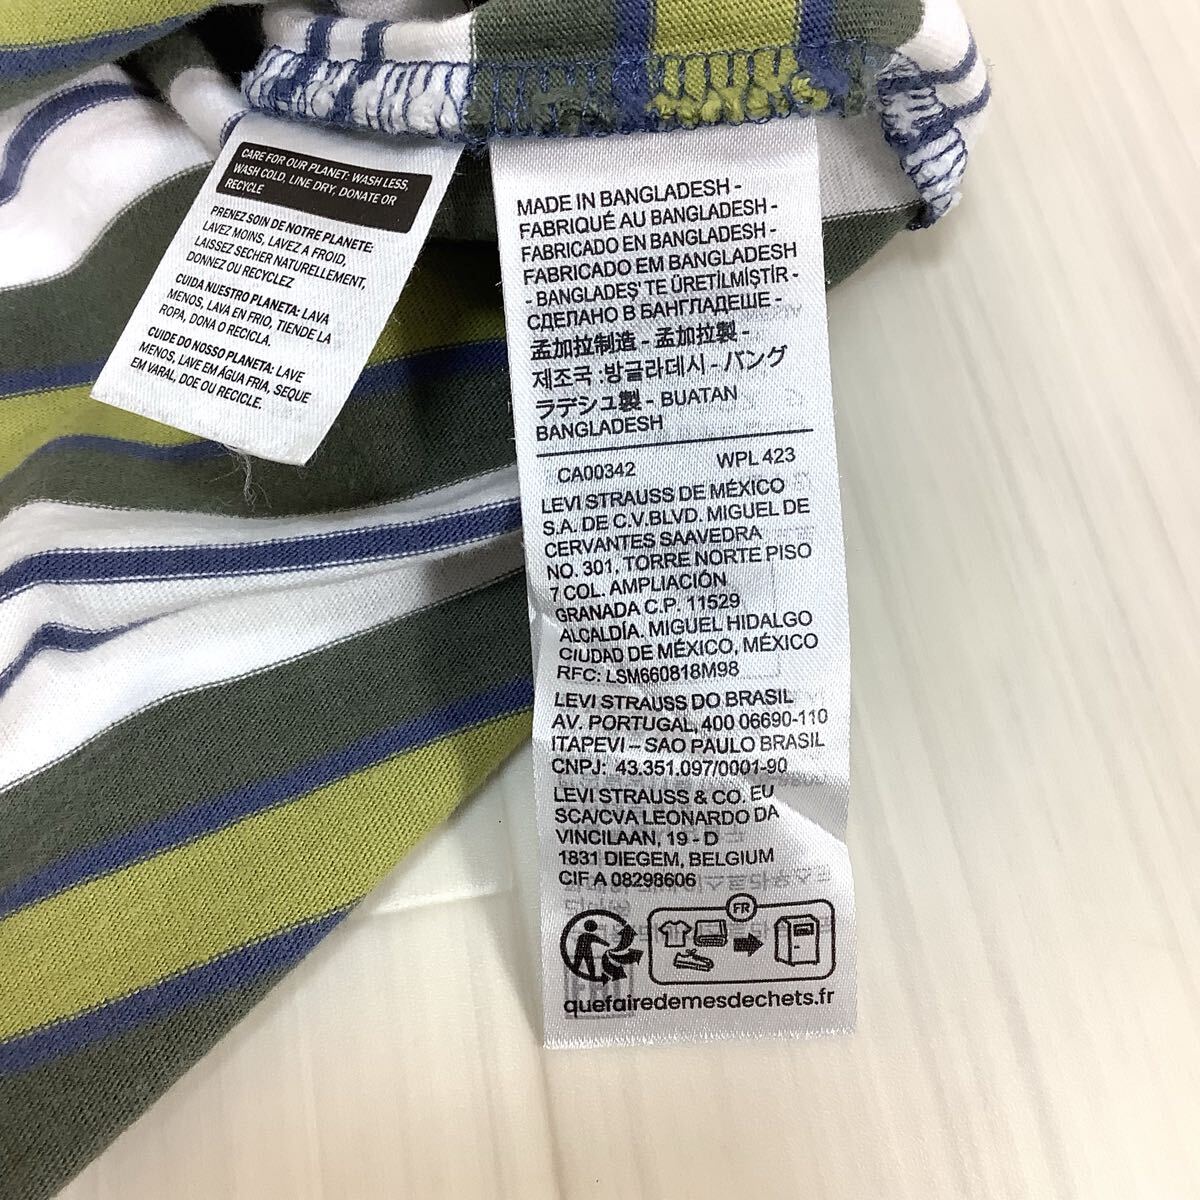 CARE FOR OUR PLANET: WASH LESS,
WASH COLD, LINE DRY, DONATE OR
RECYCLE
PRENEZ SOIN DE NOTRE PLANETE:
LAVEZ MOINS, LAVEZ A FROID,
LAISSEZ SECHER NATURELLEMENT,
DONNEZ OU RECYCLEZ
CUIDA NUESTRO PLANETA: LAVA
MENOS, LAVA EN FRIO, TIENDE LA
ROPA, DONA O RECICLA.
CUIDE DO NOSSO PLANETA: LAVE
MENOS, LAVE EM ÁGUA FRIA, SEQUE
EM VARAL, DOE OU RECICLE.
MADE IN BANGLADESH -
FABRIQUÉ AU BANGLADESH -
FABRICADO EN BANGLADESH -
FABRICADO EM BANGLADESH
- BANGLADEŞ' TE ÜRETİLMİŞTİR -
СДЕЛАНО В БАНГЛАДЕШЕ -
孟加拉制造 - 孟加拉製 -
제조국 :방글라데시 - バング
ラデシュ製 - BUATAN
BANGLADESH
CA00342 WPL 423
LEVI STRAUSS DE MÉXICO
S.A. DE C.V.BLVD. MIGUEL DE
CERVANTES SAAVEDRA
NO. 301, TORRE NORTE PISO
7 COL. AMPLIACIÓN
GRANADA C.P. 11529
ALCALDÍA. MIGUEL HIDALGO
CIUDAD DE MÉXICO, MÉXICO
RFC: LSM660818M98
LEVI STRAUSS DO BRASIL
AV. PORTUGAL, 400 06690-110
ITAPEVI – SAO PAULO BRASIL
CNPJ: 43.351.097/0001-90
LEVI STRAUSS & CO. EU
SCA/CVA LEONARDO DA
VINCILAAN, 19 - D
1831 DIEGEM, BELGIUM
CIF A 08298606
FR
quefairedemesdechets.fr